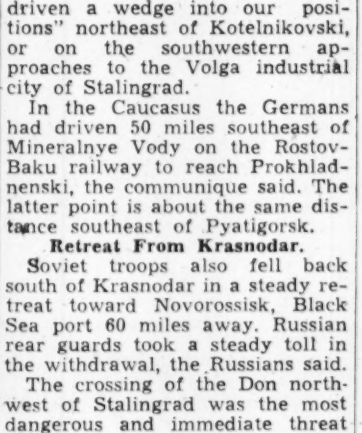 driven a wedge into our posi-
tions" northeast of Kotelnikovski,
or on the southwestern ap-
proaches to the Volga industrial
city of Stalingrad.
In the Caucasus the Germans
had driven 50 miles southeast of
Mineralnye Vody on the Rostov-
Baku railway to reach Prokhlad-
nenski, the communique said. The
latter point is about the same dis-
tance southeast of Pyatigorsk.
Retreat From Krasnodar.
Soviet troops also fell back
south of Krasnodar in a steady re-
treat toward Novorossisk, Black
Sea port 60 miles away. Russian
rear guards took a steady toll in
the withdrawal, the Russians said.
The crossing of the Don north-
west of Stalingrad was the most
dangerous and immediate threat